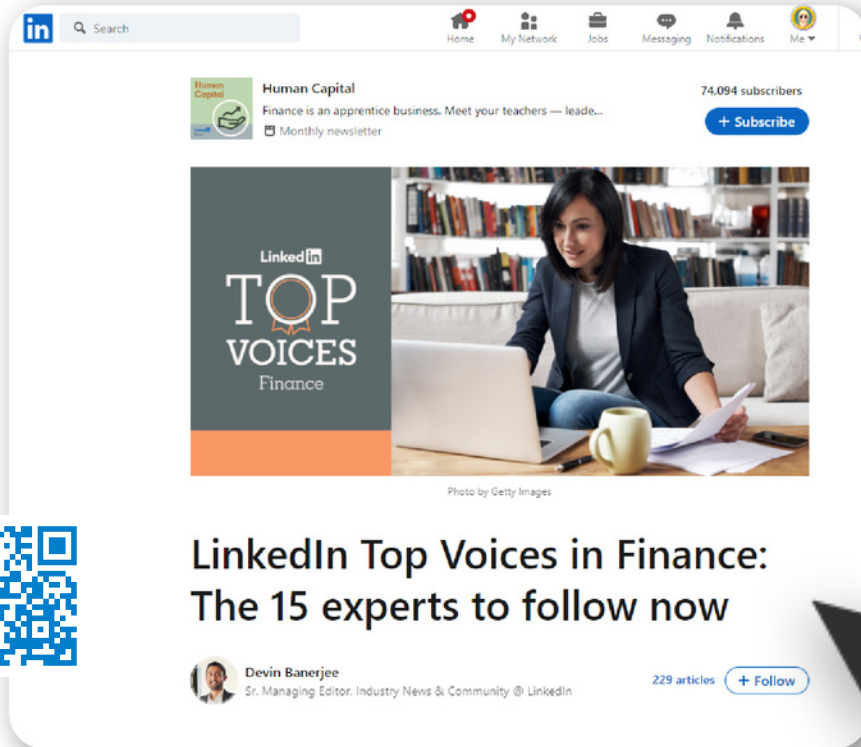 in
Search
Home
My Network
Jobs
Messaging
Notifications
Me
Human Capital
Human Capital
Finance is an apprentice business. Meet your teachers — leade...
Monthly newsletter
74,094 subscribers
+ Subscribe
Linked in
TOP
VOICES
Finance
Photo by Getty Images
LinkedIn Top Voices in Finance:
The 15 experts to follow now
Devin Banerjee
Sr. Managing Editor, Industry News & Community @ LinkedIn
229 articles
+ Follow